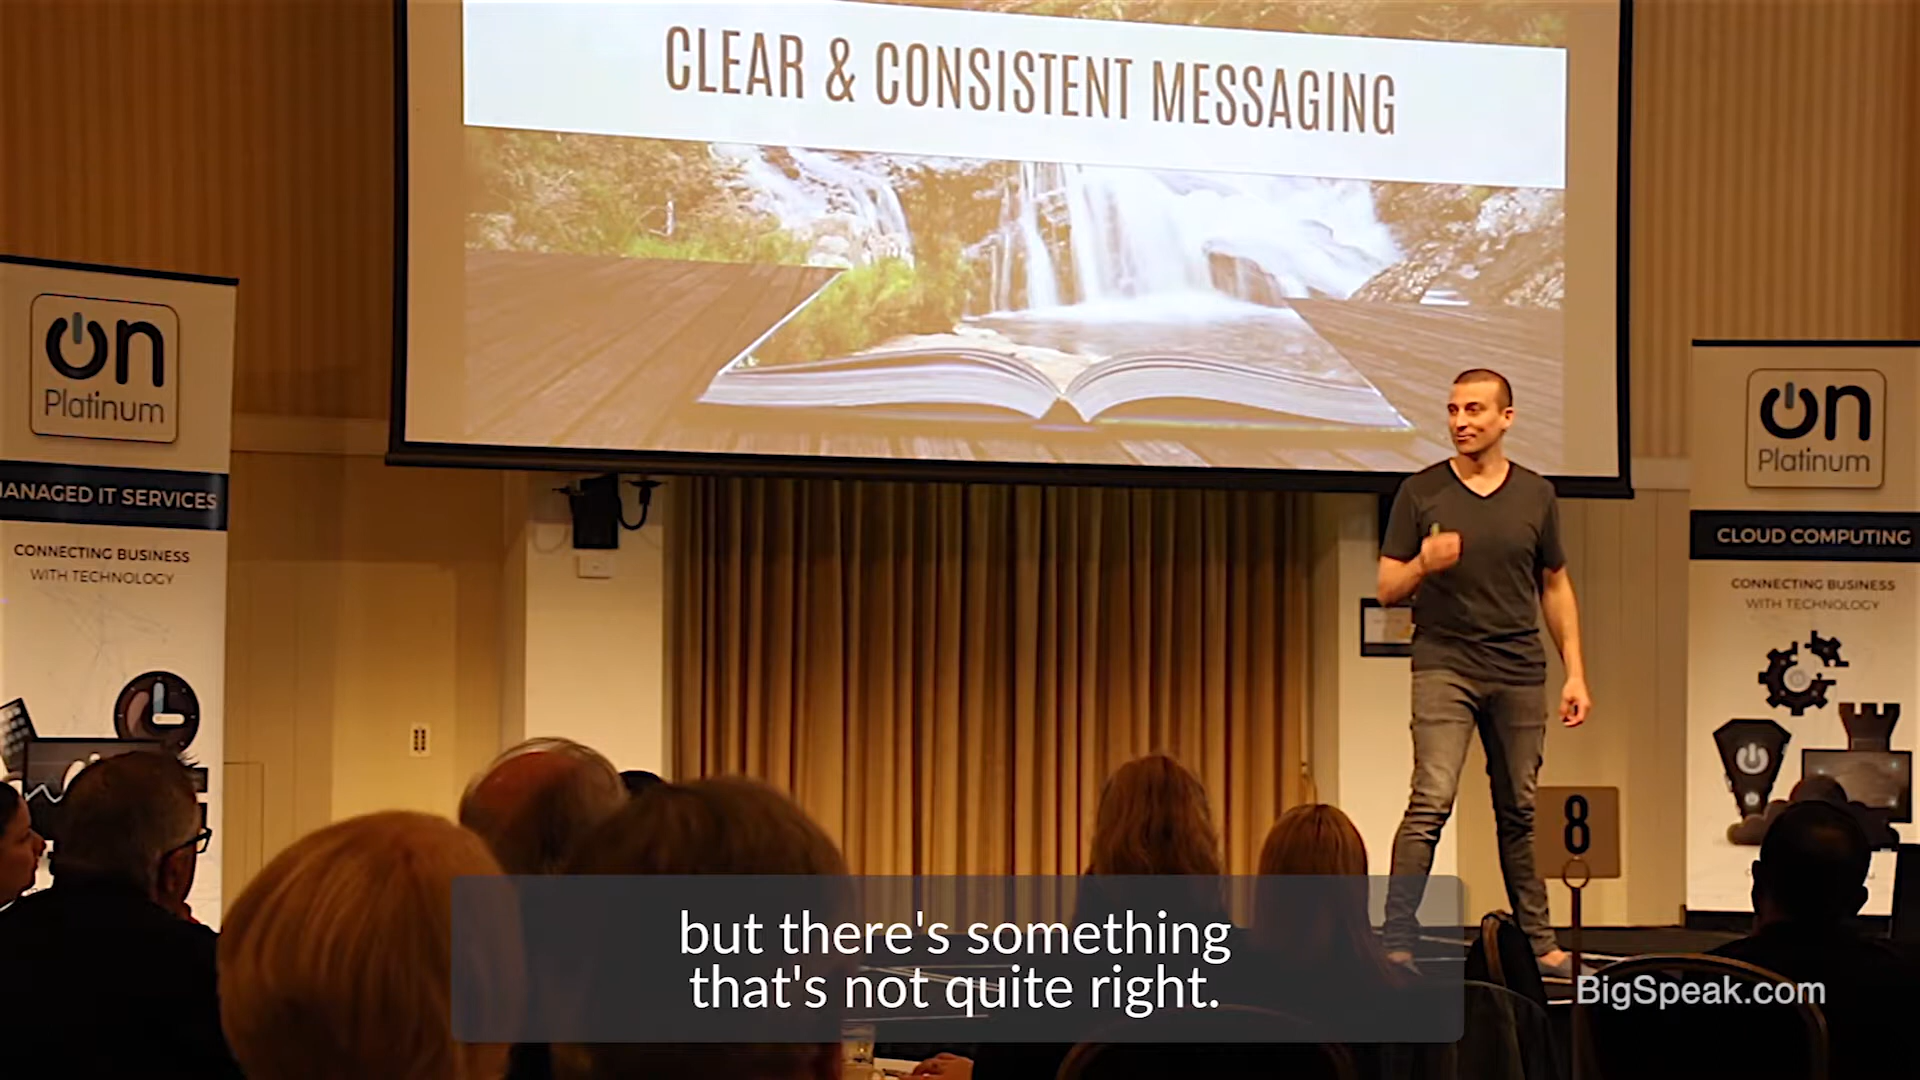 CLEAR & CONSISTENT MESSAGING
on
Platinum
MANAGED IT SERVICES
CONNECTING BUSINESS
WITH TECHNOLOGY
on
Platinum
CLOUD COMPUTING
CONNECTING BUSINESS
WITH TECHNOLOGY
8
but there's something
that's not quite right.
BigSpeak.com